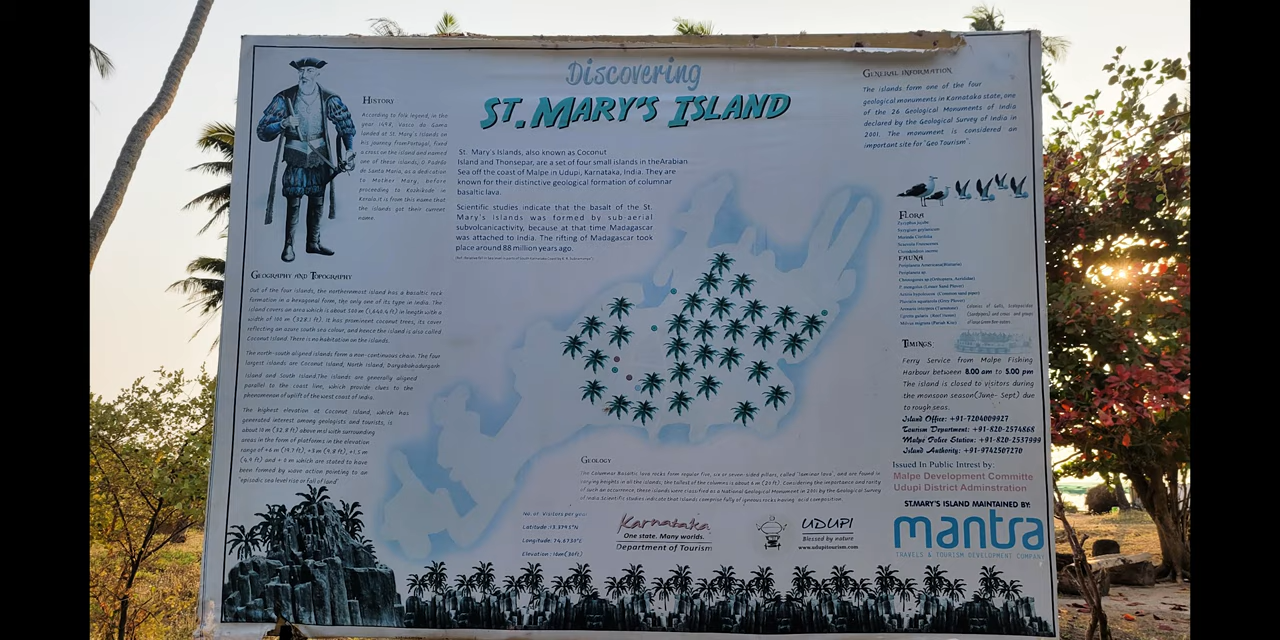 Discovering
ST. MARY'S ISLAND
HISTORY
According to folk legend, in the
year 1498, Vasco da Gama
landed at St. Mary's Islands on
his journey fromPortugal, fixed
a cross on the island and named
one of these islands, O Padrão
de Santa Maria, as a dedication
to Mother Mary, before
proceeding to Kozhikode in
Kerala.It is from this name that
the islands got their current
name.
St. Mary's Islands, also known as Coconut
Island and Thonsepar, are a set of four small islands in theArabian
Sea off the coast of Malpe in Udupi, Karnataka, India. They are
known for their distinctive geological formation of columnar
basaltic lava.
Scientific studies indicate that the basalt of the St.
Mary's Islands was formed by sub-aerial
subvolcanicactivity, because at that time Madagascar
was attached to India. The rifting of Madagascar took
place around 88 million years ago.
GENERAL INFORMATION
The islands form one of the four
geological monuments in Karnataka state, one
of the 26 Geological Monuments of India
declared by the Geological Survey of India in
2001. The monument is considered an
important site for "Geo Tourism".
GEOGRAPHY AND TOPOGRAPHY
Out of the four islands, the northernmost island has a basaltic rock
formation in a hexagonal form, the only one of its type in India. The
island covers an area which is about 500 m (1,640.4 ft) in length with a
width of 100 m (328.1 ft). It has prominent coconut trees, its cover
reflecting an azure south sea colour, and hence the island is also called
Coconut Island. There is no habitation on the islands.
The north-south aligned islands form a non-continuous chain. The four
largest islands are Coconut Island, North Island, Daryabahadurgarh
Island and South Island.The islands are generally aligned
parallel to the coast line, which provide clues to the
phenomenon of uplift of the west coast of India.
The highest elevation at Coconut Island, which has
generated interest among geologists and tourists, is
about 10 m (32.8 ft) above msl with surrounding
areas in the form of platforms in the elevation
range of +6 m (19.7 ft), +3 m (9.8 ft), +1.5 m
(4.9 ft) and + 0 m which are stated to have
been formed by wave action pointing to an
"episodic sea level rise or fall of land"
FLORA
FAUNA
TIMINGS:
Ferry Service from Malpe Fishing
Harbour between 8.00 am to 5.00 pm
The island is closed to visitors during
the monsoon season(June- Sept) due
to rough seas.
Island Office: +91-7204009927
Tourism Department: +91-820-2574868
Malpe Police Station: +91-820-2537999
Island Authority: +91-9742507270
Issued In Public Intrest by:
Malpe Development Committe
Udupi District Adminstration
ST.MARY'S ISLAND MAINTAINED BY:
mantra
TRAVELS & TOURISM DEVELOPMENT COMPANY
GEOLOGY
The Columnar Basaltic lava rocks form regular five, six or seven-sided pillars, called "laminar lava", and are found in
varying heights in all the islands, the tallest of the columns is about 6 m (20 ft). Considering the importance and rarity
of such an occurrence, these islands were classified as a National Geological Monument in 2001 by the Geological Survey
of India.Scientific studies indicate that islands comprise fully of igneous rocks having acid composition.
No. of Visitors per year
Latitude :13.3795°N
Longitude: 74.6730°E
Elevation : 10m(30ft)
Karnataka
One state. Many worlds.
Department of Tourism
UDUPI
Blessed by nature
www.udupitourism.com